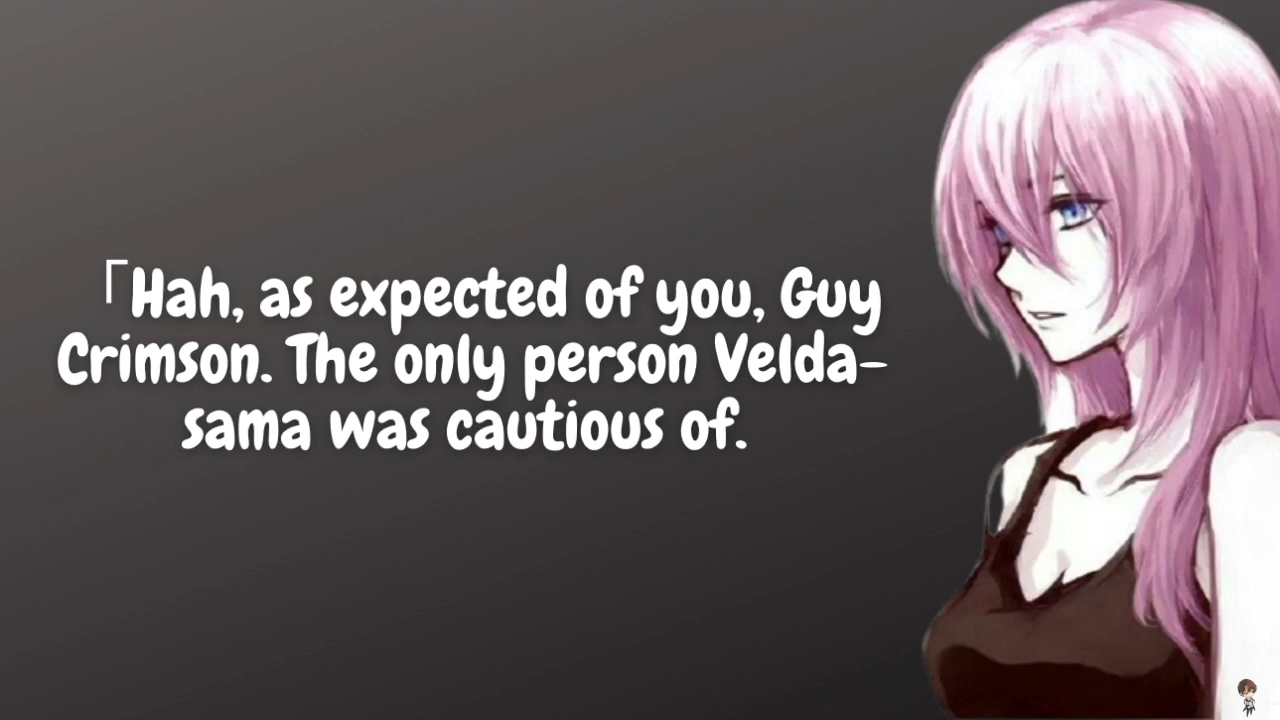 「Hah, as expected of you, Guy
Crimson. The only person Velda-
sama was cautious of.